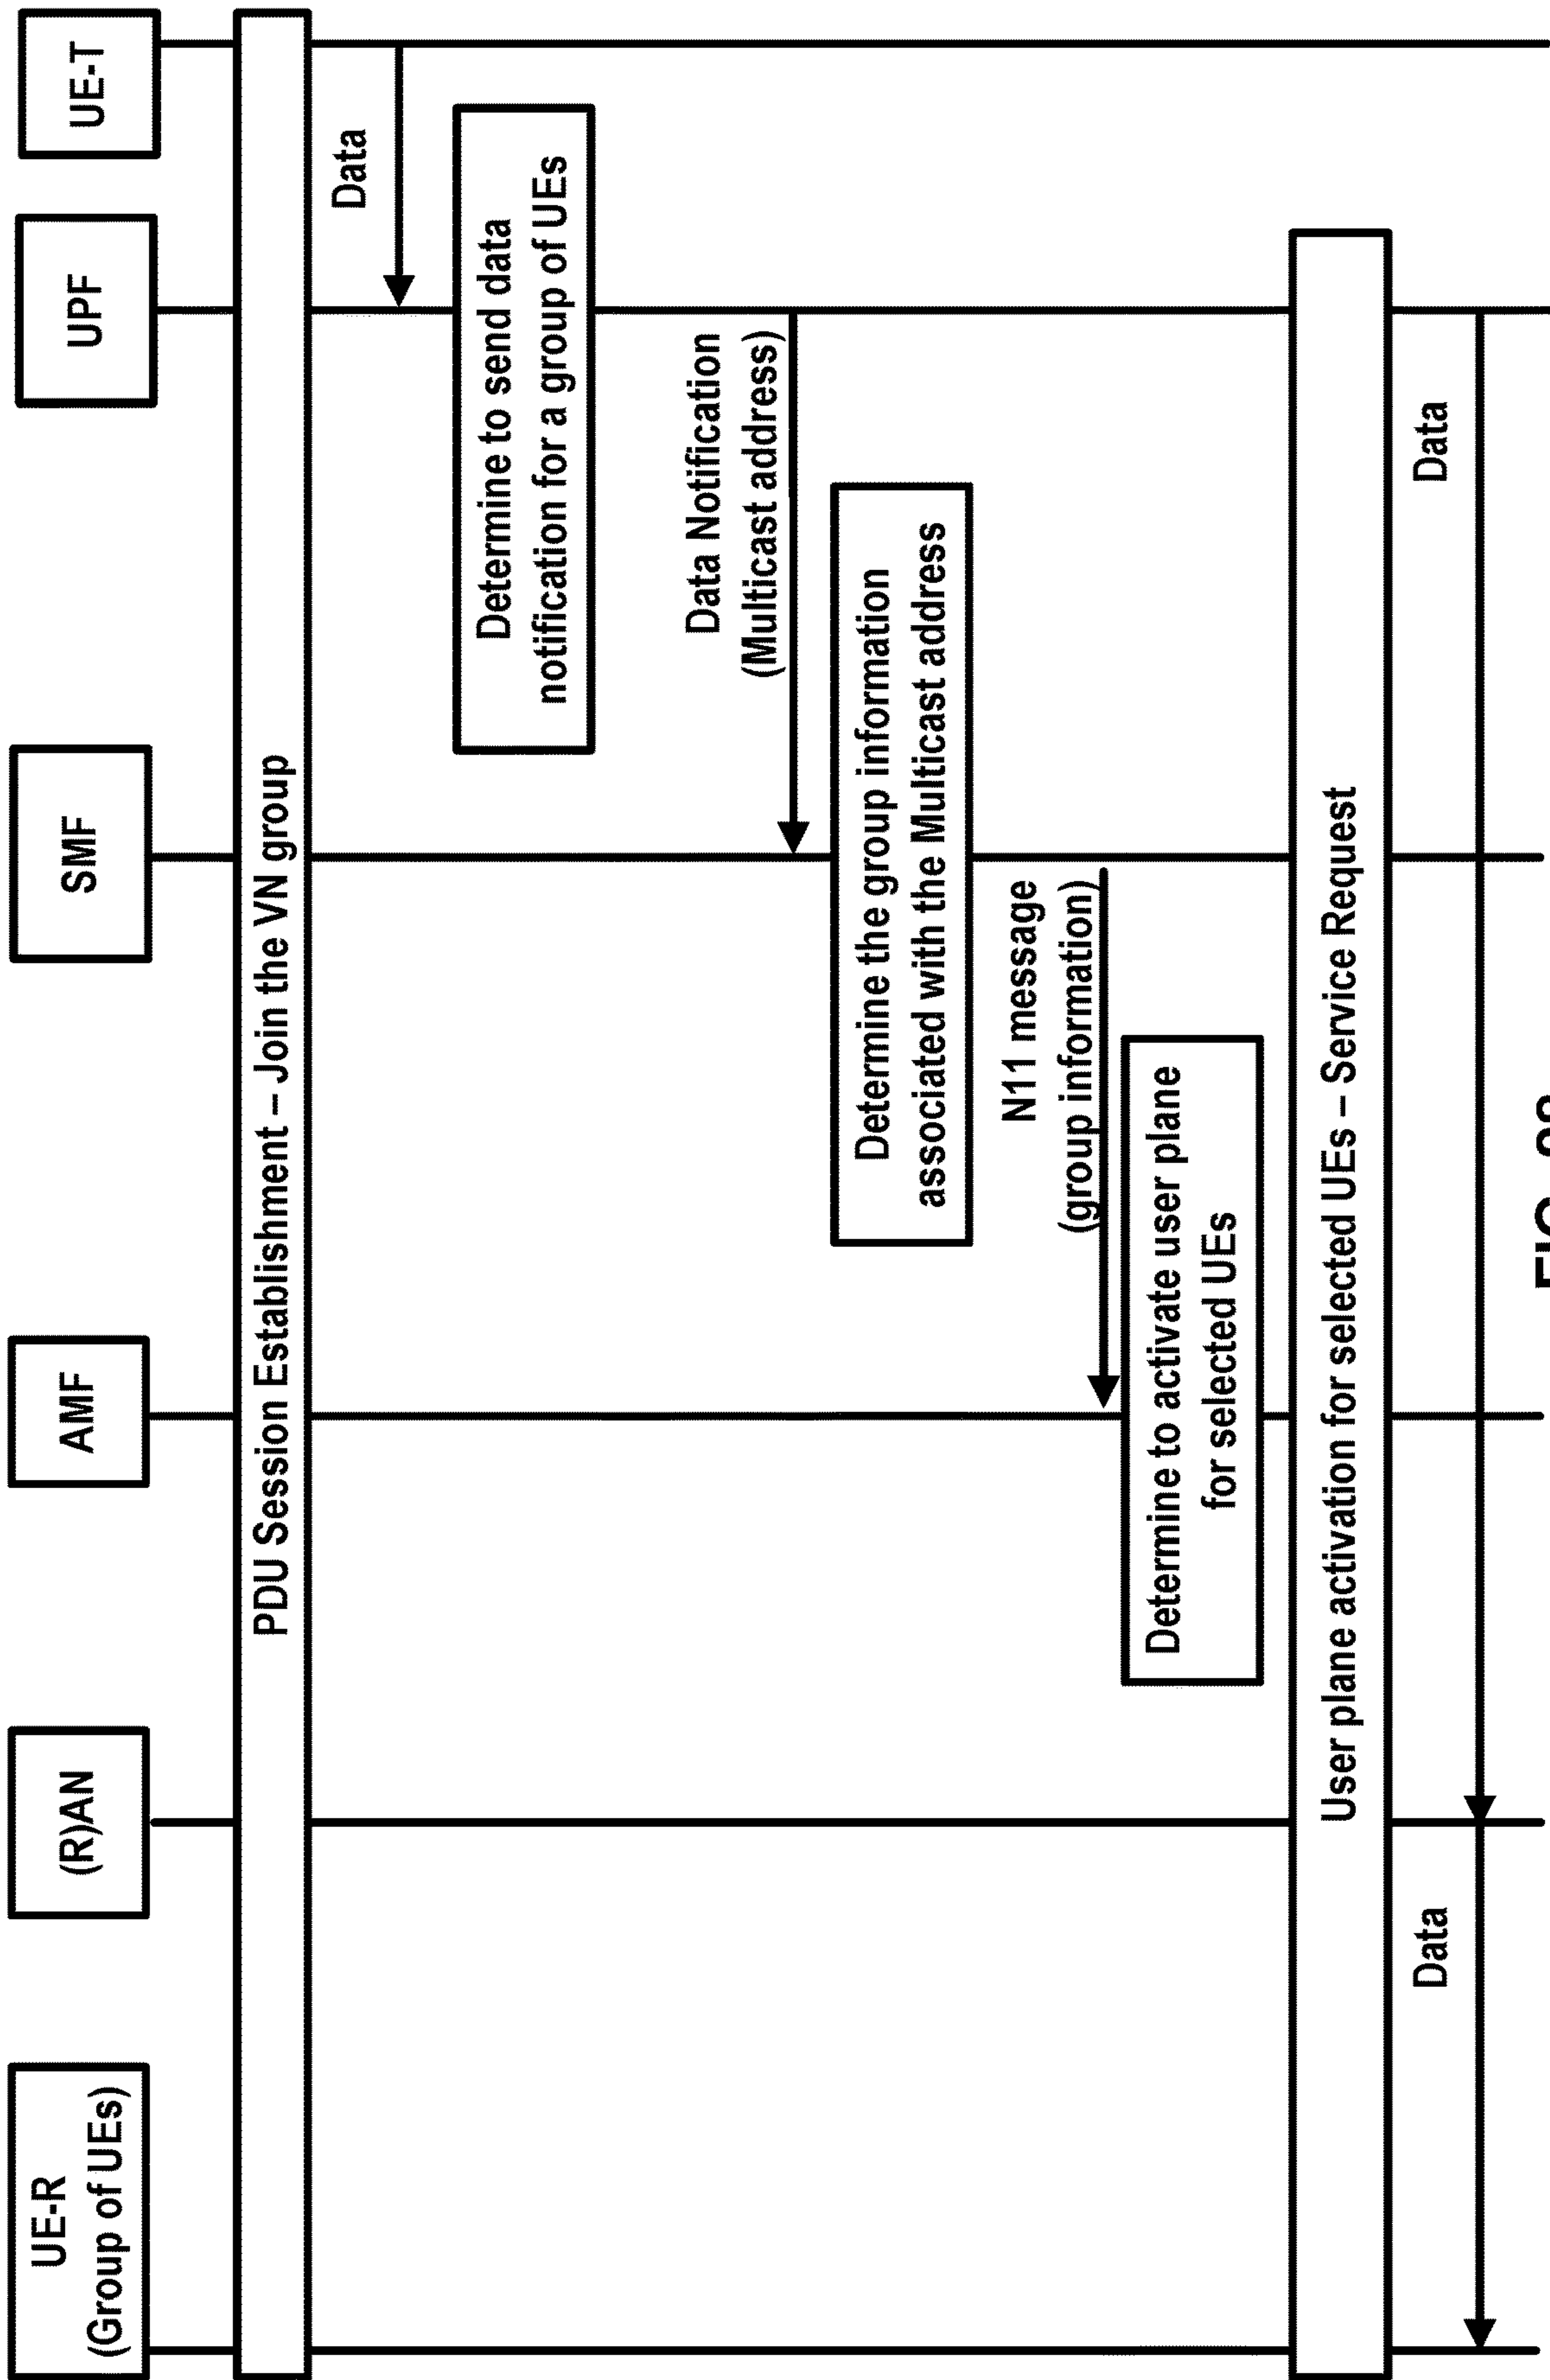 UE-R
(Group of UEs)
(R)AN
AMF
SMF
UPF
UE-T
PDU Session Establishment – Join the VN group
Data
Determine to send data
notification for a group of UEs
Data Notification
(Multicast address)
Determine the group information
associated with the Multicast address
N11 message
(group information)
Determine to activate user plane
for selected UEs
User plane activation for selected UEs – Service Request
Data
Data